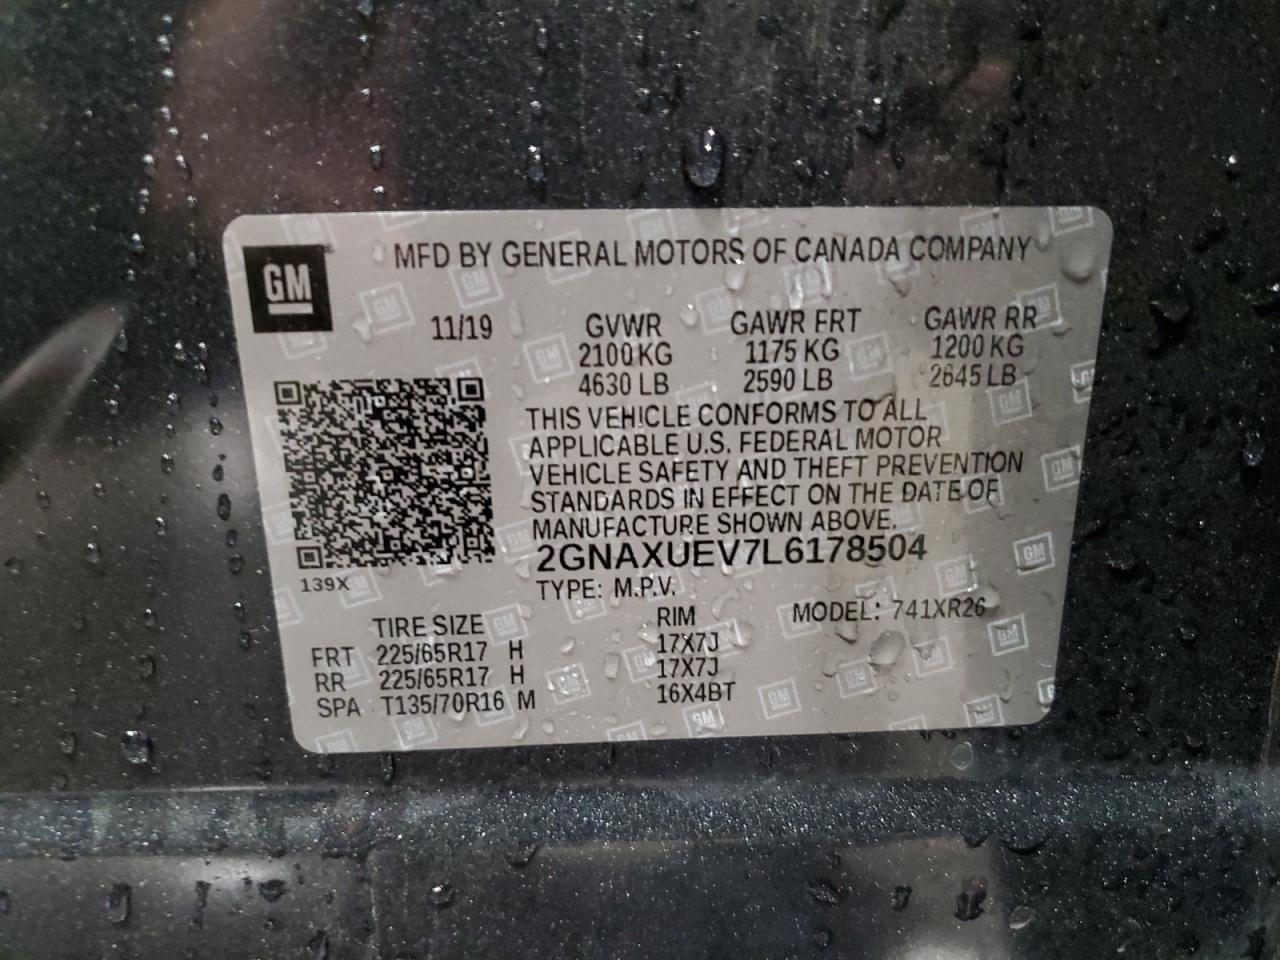 GM
MFD BY GENERAL MOTORS OF CANADA COMPANY
11/19 GVWR GAWR FRT GAWR RR
2100 KG 1175 KG 1200 KG
4630 LB 2590 LB 2645 LB
THIS VEHICLE CONFORMS TO ALL
APPLICABLE U.S. FEDERAL MOTOR
VEHICLE SAFETY AND THEFT PREVENTION
STANDARDS IN EFFECT ON THE DATE OF
MANUFACTURE SHOWN ABOVE.
2GNAXUEV7L6178504
139X
TYPE: M.P.V.
TIRE SIZE RIM MODEL: 741XR26
FRT 225/65R17 H 17X7J
RR 225/65R17 H 17X7J
SPA T135/70R16 M 16X4BT